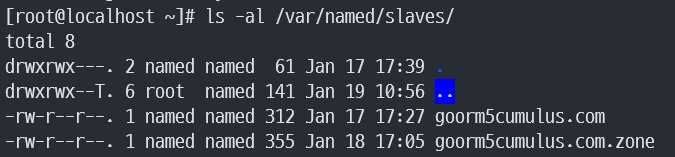 [root@localhost ~]# ls -al /var/named/slaves/
total 8
drwxrwx---. 2 named named  61 Jan 17 17:39 .
drwxrwx--T. 6 root  named 141 Jan 19 10:56 ..
-rw-r--r--. 1 named named 312 Jan 17 17:27 goorm5cumulus.com
-rw-r--r--. 1 named named 355 Jan 18 17:05 goorm5cumulus.com.zone